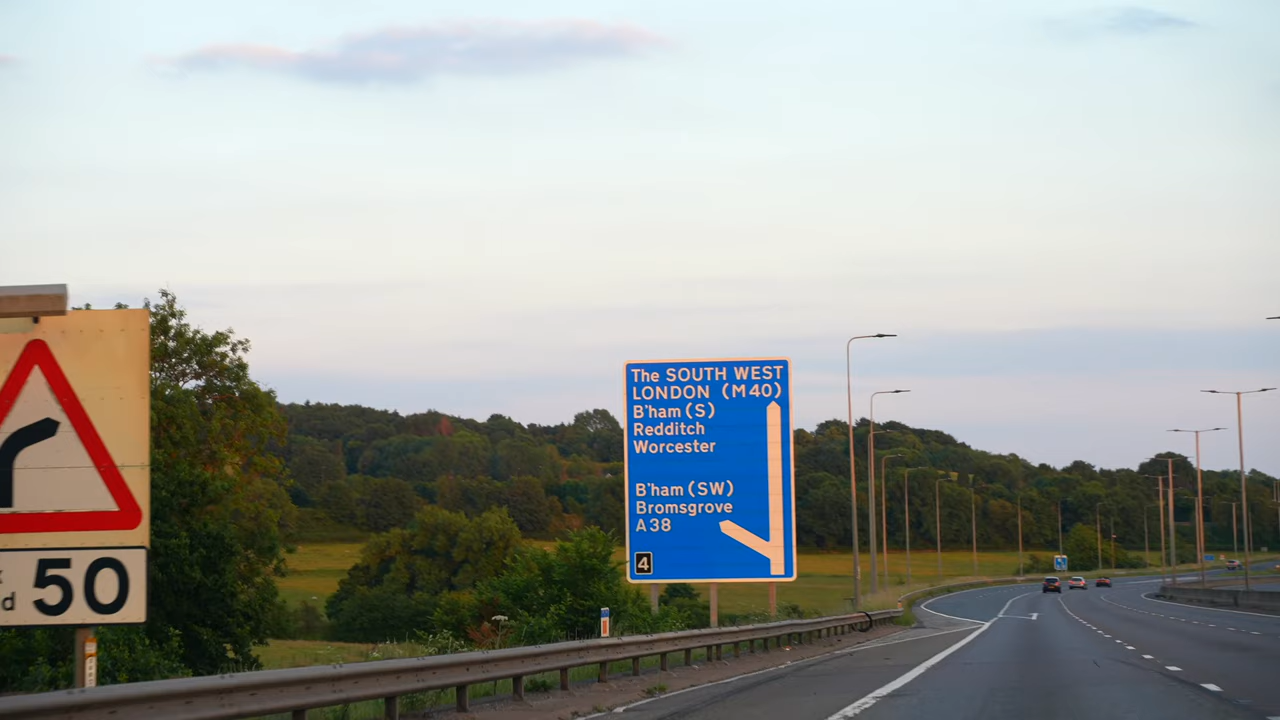 50
The SOUTH WEST
LONDON (M40)
B'ham (S)
Redditch
Worcester
B'ham (SW)
Bromsgrove
A38
4